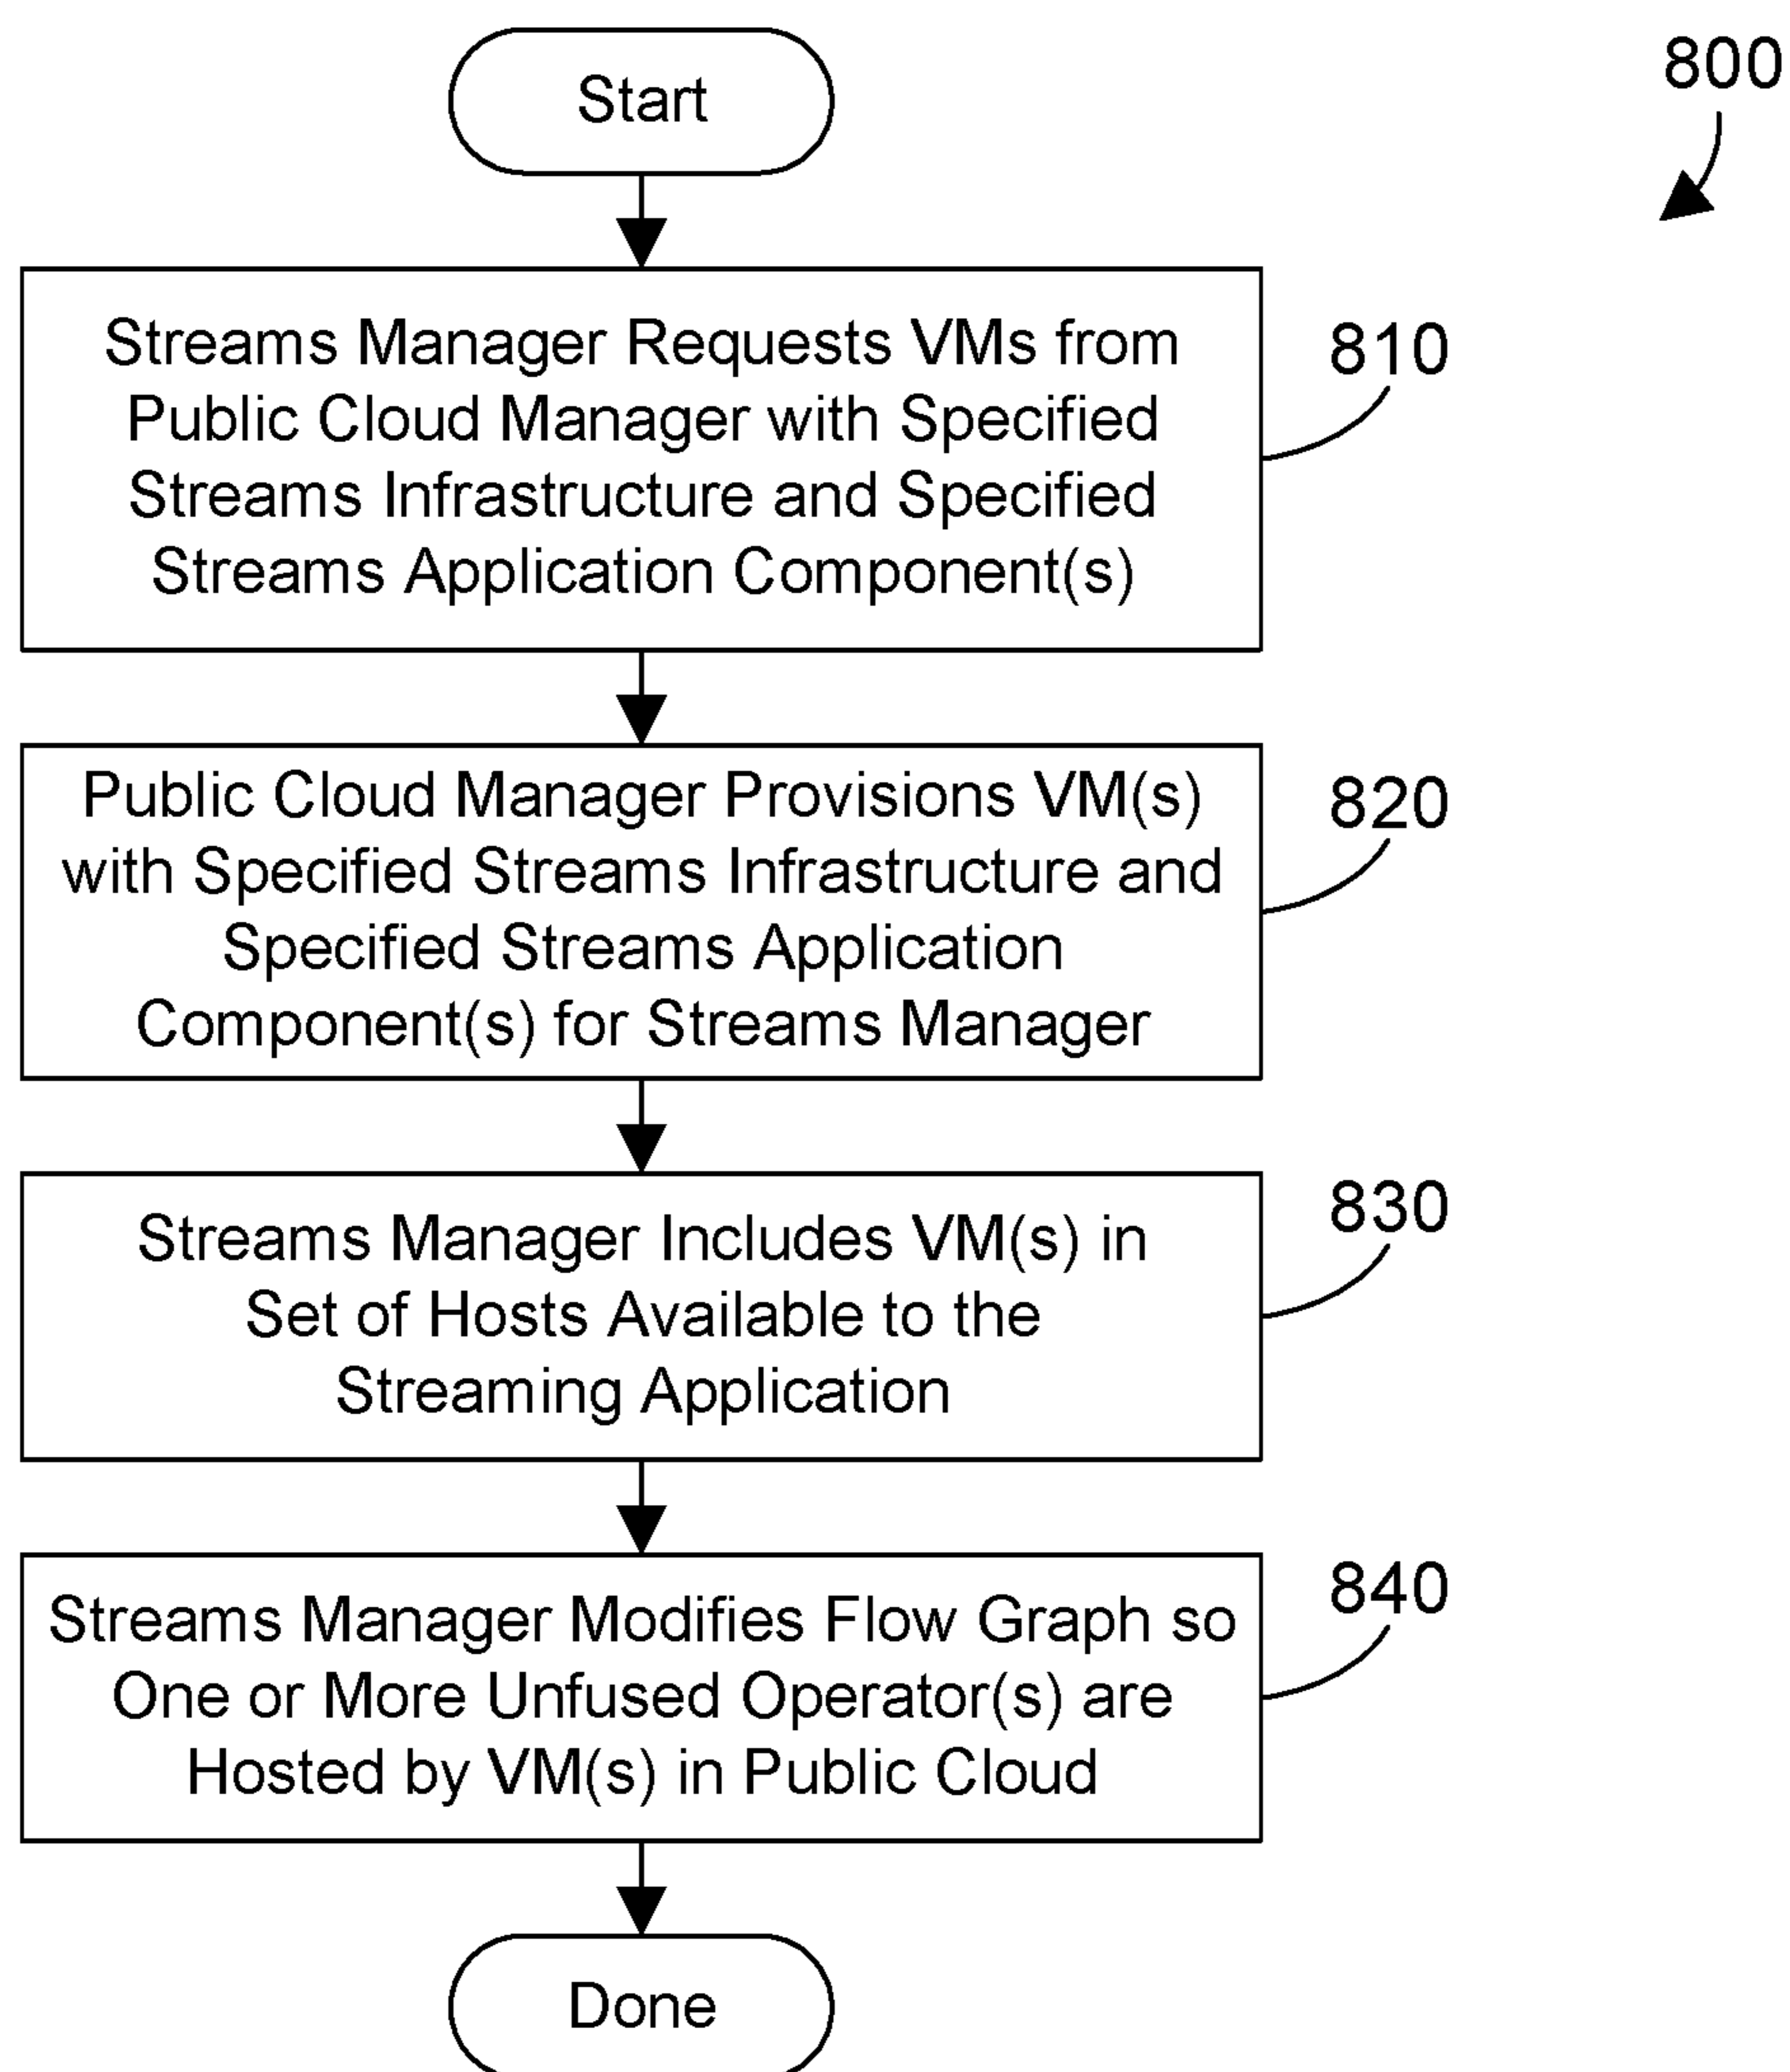 Start
800
Streams Manager Requests VMs from
Public Cloud Manager with Specified
Streams Infrastructure and Specified
Streams Application Component(s)
810
Public Cloud Manager Provisions VM(s)
with Specified Streams Infrastructure and
Specified Streams Application
Component(s) for Streams Manager
820
Streams Manager Includes VM(s) in
Set of Hosts Available to the
Streaming Application
830
Streams Manager Modifies Flow Graph so
One or More Unfused Operator(s) are
Hosted by VM(s) in Public Cloud
840
Done